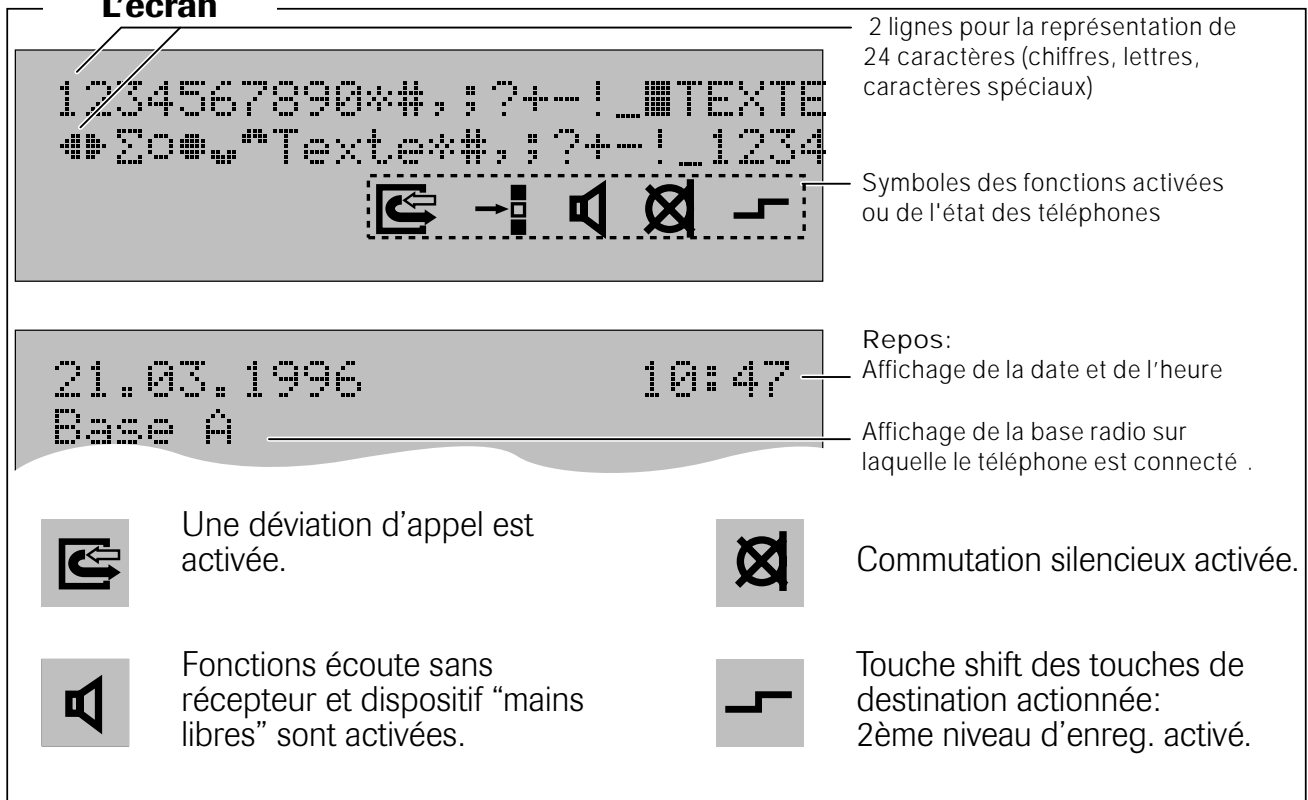 L'écran
2 lignes pour la représentation de
24 caractères (chiffres, lettres,
caractères spéciaux)
1234567890*#,;?+-!_█TEXTE
Texte*#,;?+-!_1234
Symboles des fonctions activées
ou de l'état des téléphones
21.03.1996 10:47
Base A
Repos:
Affichage de la date et de l'heure
Affichage de la base radio sur
laquelle le téléphone est connecté .
Une déviation d'appel est
activée.
Commutation silencieux activée.
Fonctions écoute sans
récepteur et dispositif “mains
libres” sont activées.
Touche shift des touches de
destination actionnée:
2ème niveau d'enreg. activé.